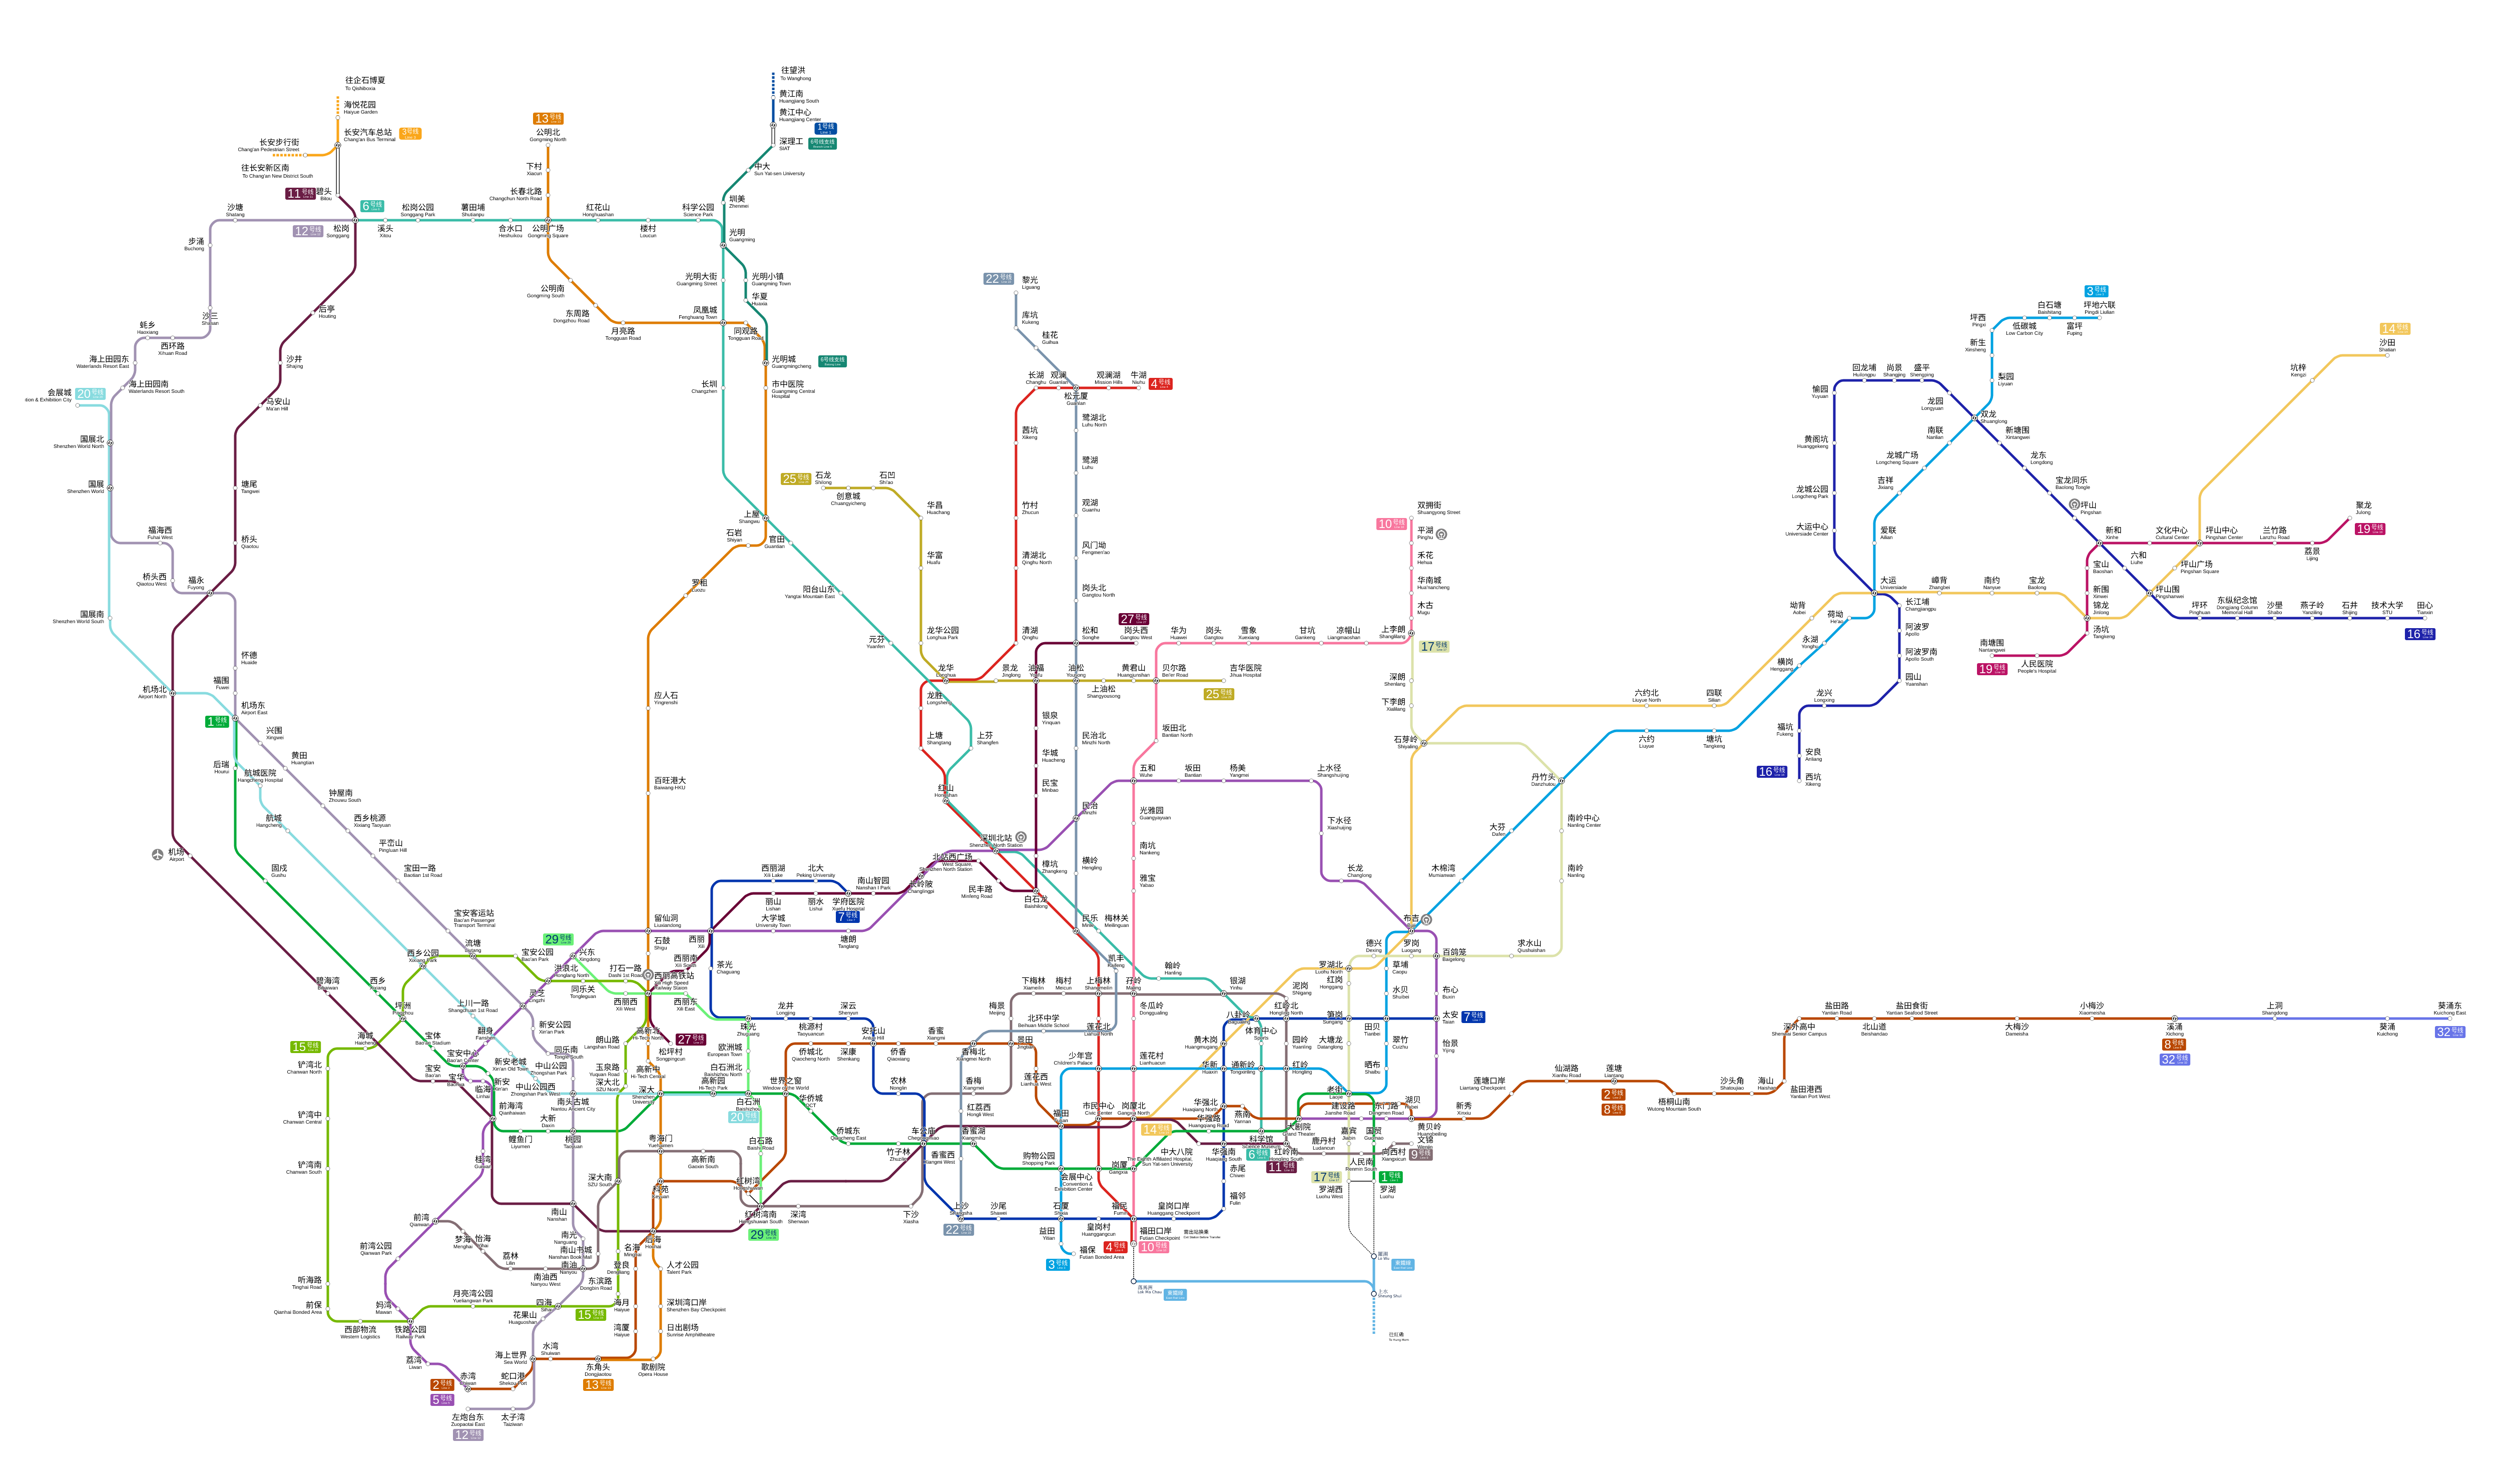 往企石博夏
To Qishiboxia
海悦花园
Haiyue Garden
长安汽车总站
Chang'an Bus Terminal
3号线
长安步行街
Chang'an Pedestrian Street
往长安新区南
To Chang'an New District South
11号线
碧头
Bitou
13号线
公明北
Gongming North
下村
Xiacun
长春北路
Changchun North Road
往望洪
To Wanghong
黄江南
Huangjiang South
黄江中心
Huangjiang Center
1号线
深理工
SIAT
6号线支线
中大
Sun Yat-sen University
圳美
Zhenmei
沙塘
Shatang
12号线
松岗
Songgang
6号线
溪头
Xitou
松岗公园
Songgang Park
薯田埔
Shutianpu
合水口
Heshuikou
公明广场
Gongming Square
红花山
Honghuashan
楼村
Loucun
科学公园
Science Park
光明
Guangming
步涌
Buchong
沙三
Shasan
蚝乡
Haoxiang
西环路
Xihuan Road
海上田园东
Waterlands Resort East
海上田园南
Waterlands Resort South
会展城
20号线
国展北
Shenzhen World North
国展
Shenzhen World
福海西
Fuhai West
桥头西
Qiaotou West
福永
Fuyong
国展南
Shenzhen World South
后亭
Houting
沙井
Shajing
马安山
Ma'an Hill
塘尾
Tangwei
桥头
Qiaotou
怀德
Huaide
福围
Fuwei
机场北
Airport North
机场东
Airport East
1号线
兴围
Xingwei
黄田
Huangtian
后瑞
Hourui
航城医院
Hangcheng Hospital
钟屋南
Zhouwu South
航城
Hangcheng
西乡桃源
Xixiang Taoyuan
平峦山
Pingluan Hill
宝田一路
Baotian 1st Road
机场
Airport
固戍
Gushu
宝安客运站
Bao'an Passenger
Transport Terminal
流塘
西乡公园
Xixiang Park
碧海湾
西乡
坪洲
公明南
Gongming South
东周路
Dongzhou Road
月亮路
Tongguan Road
光明大街
Guangming Street
光明小镇
Guangming Town
华夏
Huaxia
凤凰城
Fenghuang Town
同观路
Tongguan Road
光明城
Guangmingcheng
6号线支线
长圳
Changzhen
市中医院
Guangming Central
Hospital
上屋
Shangwu
石岩
Shiyan
官田
Guantian
罗租
Luozu
阳台山东
Yangtai Mountain East
应人石
Yingrenshi
元芬
Yuanfen
百旺港大
Baiwang HKU
22号线
黎光
Liguang
库坑
Kukeng
桂花
Guihua
长湖
Changhu
观澜
Guanlan
观澜湖
Mission Hills
牛湖
Niuhu
4号线
松元厦
鹭湖北
Luhu North
茜坑
Xikeng
鹭湖
Luhu
竹村
Zhucun
观湖
Guanhu
清湖北
Qinghu North
风门坳
Fengmen'ao
岗头北
Gangtou North
25号线
石龙
Shilong
创意城
Chuangyicheng
石凹
Shi'ao
华昌
Huachang
华富
Huafu
龙华公园
Longhua Park
清湖
Qinghu
27号线
松和
Songhe
岗头西
Gangtou West
龙华
Longhua
景龙
Jinglong
油福
Youfu
油松
Yousong
上油松
Shangyousong
黄君山
Huangjunshan
贝尔路
Bei'er Road
吉华医院
Jihua Hospital
25号线
龙胜
Longsheng
上塘
Shangtang
上芬
Shangfen
红山
Hongshan
银泉
Yinquan
民治北
Minzhi North
华城
Huacheng
民宝
Minbao
民治
Minzhi
深圳北站
Shenzhen North Station
北站西广场
West Square,
Shenzhen North Station
长岭陂
Changlingpi
民丰路
Minfeng Road
樟坑
Zhangkeng
白石龙
Baishilong
横岭
Hengling
民乐
Minle
梅林关
Meilinguan
凯丰
Kaifeng
10号线
双拥街
Shuangyong Street
平湖
Pinghu
禾花
Hehua
华南城
Hua'nancheng
木古
Mugu
上李朗
Shanglilang
17号线
华为
Huawei
岗头
Gangtou
雪象
Xuexiang
甘坑
Gankeng
凉帽山
Liangmaoshan
深朗
Shenlang
下李朗
Xialilang
石芽岭
Shiyaling
坂田北
Bantian North
五和
Wuhe
坂田
Bantian
杨美
Yangmei
上水径
Shangshuijing
下水径
Xiashuijing
长龙
Changlong
布吉
光雅园
Guangyayuan
南坑
Nankeng
雅宝
Yabao
丹竹头
Danzhutou
南岭中心
Nanling Center
南岭
Nanling
大芬
Dafen
木棉湾
Mumianwan
求水山
Qiushuishan
百鸽笼
Baigelong
罗岗
Luogang
德兴
Dexing
3号线
白石塘
Baishitang
坪地六联
Pingdi Liulian
坪西
Pingxi
低碳城
Low Carbon City
富坪
Fuping
新生
Xinsheng
梨园
Liyuan
双龙
Shuanglong
回龙埔
Huilongpu
尚景
Shangjing
盛平
Shengping
愉园
Yuyuan
龙园
Longyuan
南联
Nanlian
新塘围
Xintangwei
黄阁坑
Huanggekeng
龙城广场
Longcheng Square
龙东
Longdong
吉祥
Jixiang
宝龙同乐
Baolong Tongle
龙城公园
Longcheng Park
大运中心
Universiade Center
爱联
Ailian
坪山
Pingshan
14号线
沙田
Shatian
坑梓
Kengzi
聚龙
Julong
19号线
新和
Xinhe
文化中心
Cultural Center
坪山中心
Pingshan Center
兰竹路
Lanzhu Road
荔景
Lijing
六和
Liuhe
坪山广场
Pingshan Square
宝山
Baoshan
坪山围
Pingshanwei
新围
Xinwei
锦龙
Jinlong
汤坑
Tangkeng
坪环
Pinghuan
东纵纪念馆
Dongjiang Column
Memorial Hall
沙壆
Shabo
燕子岭
Yanziling
石井
Shijing
技术大学
STU
田心
Tianxin
16号线
大运
Universiade
嶂背
Zhangbei
南约
Nanyue
宝龙
Baolong
坳背
Aobei
荷坳
He'ao
长江埔
Changjiangpu
阿波罗
Apollo
阿波罗南
Apollo South
园山
Yuanshan
南塘围
Nantangwei
19号线
人民医院
People's Hospital
永湖
Yonghu
横岗
Henggang
龙兴
Longxing
福坑
Fukeng
安良
Anliang
16号线
西坑
Xikeng
六约北
Liuyue North
四联
Silian
六约
Liuyue
塘坑
Tangkeng
西丽湖
Xili Lake
北大
Peking University
南山智园
Nanshan I Park
丽山
Lishan
丽水
Lishui
学府医院
Xuefu Hospital
7号线
大学城
University Town
塘朗
Tanglang
留仙洞
Liuxiandong
石鼓
Shigu
西丽
Xili
西丽南
Xili South
茶光
Chaguang
29号线
兴东
Xingdong
宝安公园
Bao'an Park
洪浪北
Honglang North
打石一路
Dashi 1st Road
西丽高铁站
Xili High Speed
Railway Station
同乐关
Tongleguan
西丽西
Xili West
西丽东
Xili East
灵芝
Lingzhi
上川一路
Shangchuan 1st Road
翻身
Fanshen
新安公园
Xin'an Park
同乐南
Tongle South
15号线
海城
Haicheng
宝体
Bao'an Stadium
宝安中心
Bao'an Center
新安老城
Xin'an Old Town
中山公园
Zhongshan Park
中山公园西
Zhongshan Park West
铲湾北
Chanwan North
宝安
Bao'an
宝华
Baohua
新安
Xin'an
临海
Linhai
前海湾
Qianhaiwan
铲湾中
Chanwan Central
大新
Daxin
南头古城
Nantou Ancient City
鲤鱼门
Liyumen
桃园
Taoyuan
桂湾
Guiwan
铲湾南
Chanwan South
前湾
Qianwan
前湾公园
Qianwan Park
梦海
Menghai
怡海
Yihai
荔林
Lilin
南油西
Nanyou West
南油
Nanyou
南山
Nanshan
南光
Nanguang
南山书城
Nanshan Book Mall
东滨路
Dongbin Road
听海路
Tinghai Road
前保
Qianhai Bonded Area
妈湾
Mawan
月亮湾公园
Yueliangwan Park
四海
Sihai
花果山
Huaguoshan
15号线
西部物流
Western Logistics
铁路公园
Railway Park
荔湾
Liwan
海上世界
Sea World
水湾
Shuiwan
东角头
Dongjiaotou
13号线
歌剧院
Opera House
2号线
5号线
赤湾
Chiwan
蛇口港
Shekou Port
左炮台东
Zuopaotai East
太子湾
Taiziwan
12号线
高新北
Hi-Tech North
27号线
朗山路
Langshan Road
松坪村
Songpingcun
玉泉路
Yuquan Road
高新中
Hi-Tech Central
深大北
SZU North
深大
Shenzhen
University
高新园
Hi-Tech Park
粤海门
Yuehaimen
高新南
Gaoxin South
深大南
SZU South
科苑
Keyuan
后海
Houhai
名海
Minghai
登良
Dengliang
人才公园
Talent Park
海月
Haiyue
深圳湾口岸
Shenzhen Bay Checkpoint
湾厦
日出剧场
Sunrise Amphitheatre
珠光
Zhuguang
欧洲城
European Town
白石洲北
Baishizhou North
白石洲
Baishizhou
20号线
白石路
Baishi Road
红树湾
红树湾南
Hongshuwan South
29号线
深湾
Shenwan
龙井
Longjing
桃源村
Taoyuancun
深云
Shenyun
安托山
Antuo Hill
侨城北
Qiaocheng North
深康
Shenkang
侨香
Qiaoxiang
香蜜
Xiangmi
香梅北
Xiangmei North
世界之窗
Window of the World
华侨城
OCT
侨城东
Qiaocheng East
竹子林
Zhuzilin
车公庙
Chegongmiao
农林
Nonglin
香梅
Xiangmei
红荔西
Hongli West
香蜜湖
Xiangmihu
香蜜西
Xiangmi West
下沙
Xiasha
上沙
Shangsha
22号线
沙尾
Shawei
石厦
Shixia
益田
Yitian
3号线
福保
Futian Bonded Area
皇岗村
Huanggangcun
福民
Fumin
皇岗口岸
Huanggang Checkpoint
福田口岸
Futian Checkpoint
4号线
10号线
梅景
Meijing
下梅林
Xiameilin
梅村
Meicun
上梅林
Shangmeilin
孖岭
Maling
冬瓜岭
Donggualing
翰岭
Hanling
银湖
Yinhu
泥岗
Nigang
北环中学
Beihuan Middle School
景田
Jingtian
莲花北
Lianhua North
少年宫
Children's Palace
莲花村
Lianhuacun
莲花西
Lianhua West
福田
Futian
市民中心
Civic Center
岗厦北
Gangxia North
14号线
购物公园
Shopping Park
会展中心
Convention &
Exhibition Center
岗厦
Gangxia
中大八院
The Eighth Affiliated Hospital,
Sun Yat-sen University
黄木岗
Huangmugang
八卦岭
Bagualing
体育中心
Sports
红岭北
Hongling North
华新
Huaxin
通新岭
Tongxinling
红岭
Hongling
园岭
Yuanling
华强北
Huaqiang North
华强路
Huaqiang Road
燕南
Yannan
大剧院
Grand Theater
科学馆
Science Museum
华强南
Huaqiang South
6号线
红岭南
Hongling South
11号线
赤尾
Chiwei
福邻
Fulin
罗湖北
Luohu North
红岗
Honggang
笋岗
Sungang
大塘龙
Datanglong
草埔
Caopu
水贝
Shuibei
布心
Buxin
太安
Taian
7号线
田贝
Tianbei
翠竹
Cuizhu
怡景
Yijing
晒布
Shaibu
老街
Laojie
湖贝
Hubei
建设路
Jianshe Road
东门路
Dongmen Road
黄贝岭
Huangbeiling
新秀
Xinxiu
嘉宾
Jiabin
国贸
Guomao
文锦
Wenjin
9号线
鹿丹村
Ludancun
人民南
Renmin South
向西村
Xiangxicun
17号线
罗湖西
Luohu West
1号线
罗湖
Luohu
羅湖
Lo Wu
東鐵綫
East Rail Line
落馬洲
Lok Ma Chau
東鐵綫
East Rail Line
上水
Sheung Shui
往紅磡
To Hung Hom
莲塘口岸
Liantang Checkpoint
仙湖路
Xianhu Road
莲塘
Liantang
2号线
8号线
梧桐山南
Wutong Mountain South
沙头角
Shatoujiao
海山
Haishan
盐田港西
Yantian Port West
深外高中
Shenwai Senior Campus
盐田路
Yantian Road
北山道
Beishandao
盐田食街
Yantian Seafood Street
大梅沙
Dameisha
小梅沙
Xiaomeisha
溪涌
Xichong
8号线
32号线
上洞
Shangdong
葵涌
Kuichong
葵涌东
Kuichong East
32号线